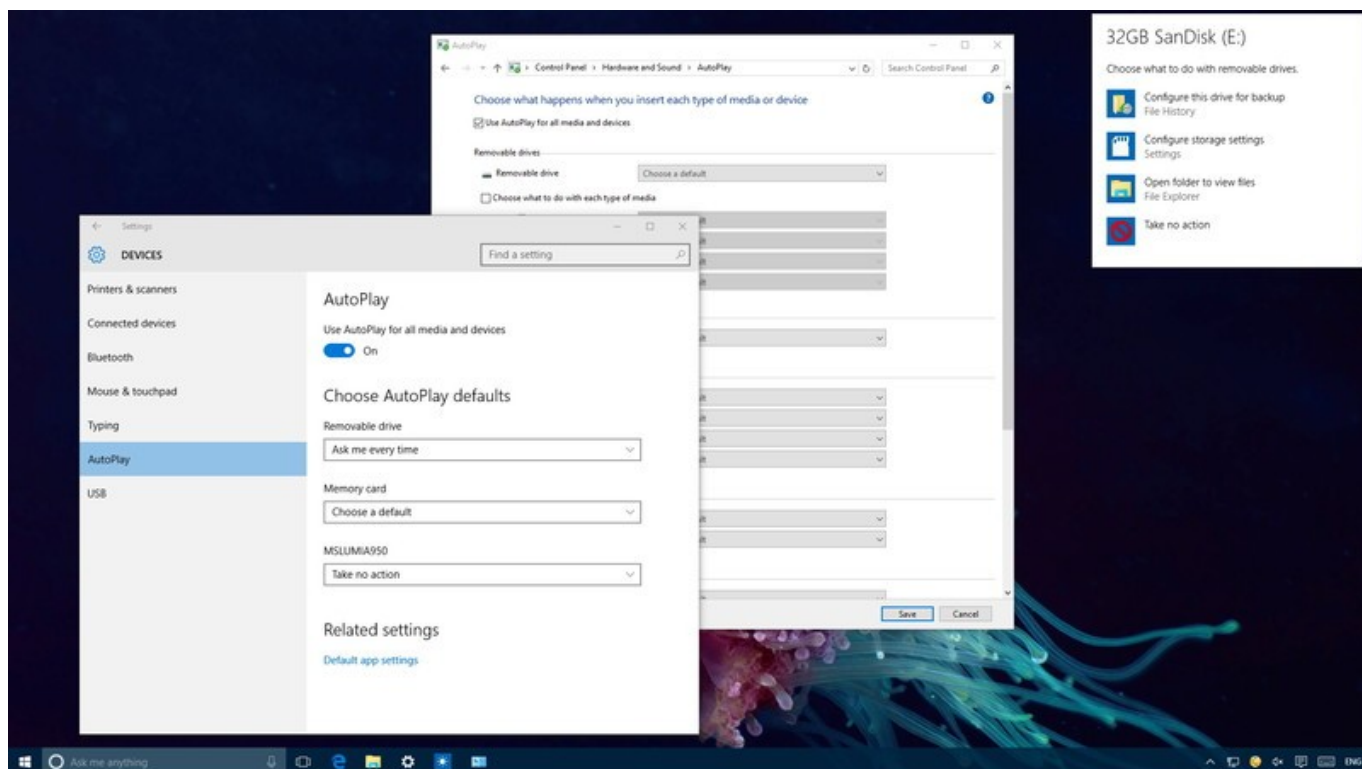 AutoPlay
Control Panel › Hardware and Sound › AutoPlay
Search Control Panel
Choose what happens when you insert each type of media or device
Use AutoPlay for all media and devices
Removable drives
Removable drive
Choose a default
Choose what to do with each type of media
Save
Cancel
Settings
DEVICES
Find a setting
Printers & scanners
Connected devices
Bluetooth
Mouse & touchpad
Typing
AutoPlay
USB
AutoPlay
Use AutoPlay for all media and devices
On
Choose AutoPlay defaults
Removable drive
Ask me every time
Memory card
Choose a default
MSLUMIA950
Take no action
Related settings
Default app settings
32GB SanDisk (E:)
Choose what to do with removable drives.
Configure this drive for backup
File History
Configure storage settings
Settings
Open folder to view files
File Explorer
Take no action
Ask me anything
ENG